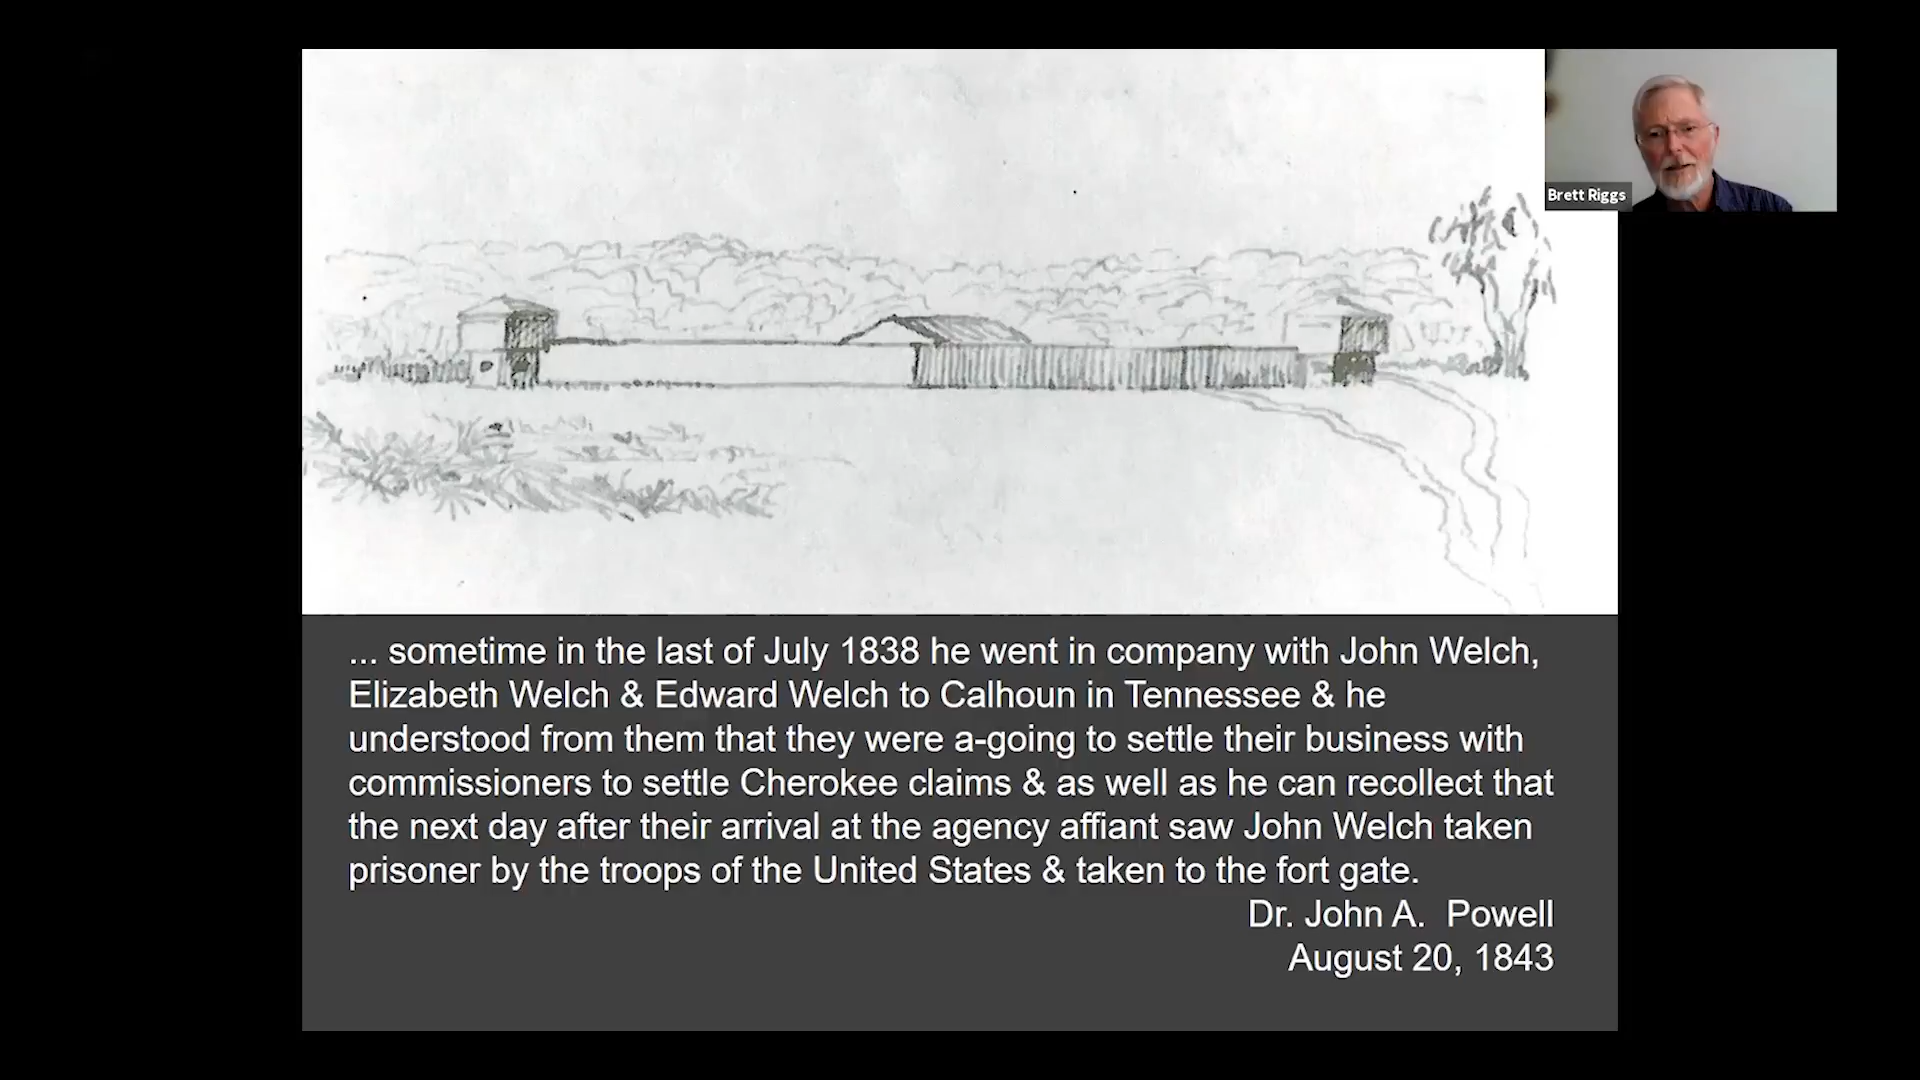 Brett Riggs
... sometime in the last of July 1838 he went in company with John Welch,
Elizabeth Welch & Edward Welch to Calhoun in Tennessee & he
understood from them that they were a-going to settle their business with
commissioners to settle Cherokee claims & as well as he can recollect that
the next day after their arrival at the agency affiant saw John Welch taken
prisoner by the troops of the United States & taken to the fort gate.
Dr. John A.  Powell
August 20, 1843